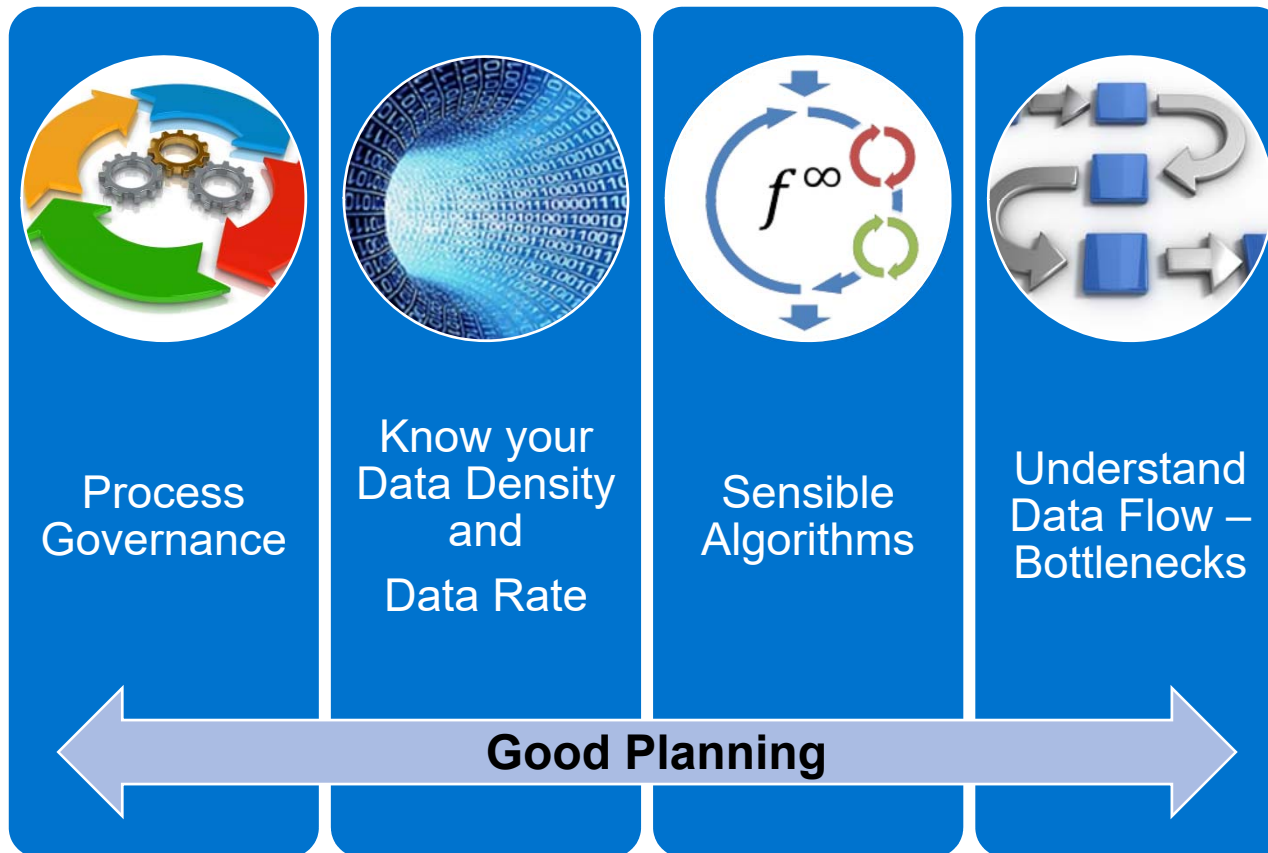 f ∞
Process
Governance
Know your
Data Density
and
Data Rate
Sensible
Algorithms
Understand
Data Flow –
Bottlenecks
Good Planning